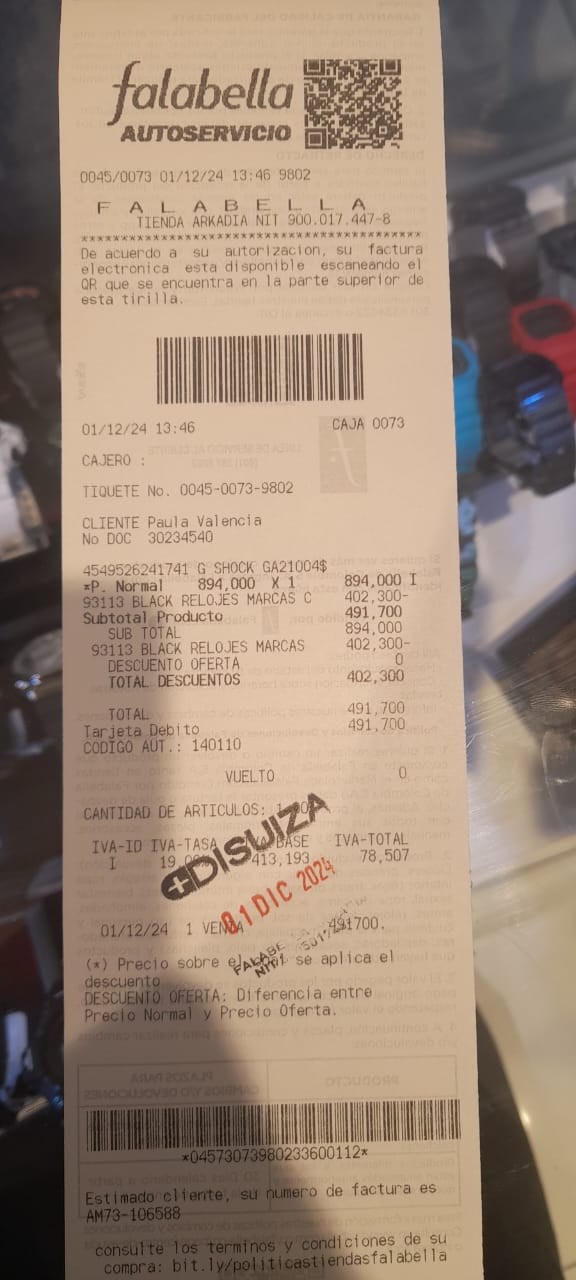 falabella
AUTOSERVICIO
0045/0073 01/12/24 13:46 9802
F A L A B E L L A
TIENDA ARKADIA NIT 900.017.447-8
******************************************
De acuerdo a su autorizacion, su factura
electronica esta disponible escaneando el
QR que se encuentra en la parte superior de
esta tirilla.
01/12/24 13:46 CAJA 0073
CAJERO :
TIQUETE No. 0045-0073-9802
CLIENTE Paula Valencia
No DOC 30234540
4549526241741 G SHOCK GA21004$
*P. Normal 894,000 X 1 894,000 I
93113 BLACK RELOJES MARCAS C 402,300-
Subtotal Producto 491,700
SUB TOTAL 894,000
93113 BLACK RELOJES MARCAS 402,300-
DESCUENTO OFERTA 0
TOTAL DESCUENTOS 402,300
TOTAL 491,700
Tarjeta Debito 491,700
CODIGO AUT.: 140110
VUELTO 0
CANTIDAD DE ARTICULOS:
IVA-ID IVA-TASA BASE IVA-TOTAL
I 413,193 78,507
+DISUIZA
01 DIC 2024
01/12/24 1 VENTA 491700.
(*) Precio sobre el se aplica el
descuento
DESCUENTO OFERTA: Diferencia entre
Precio Normal y Precio Oferta.
*04573073980233600112*
Estimado cliente, su numero de factura es
AM73-106588
consulte los terminos y condiciones de su
compra: bit.ly/politicastiendasfalabella